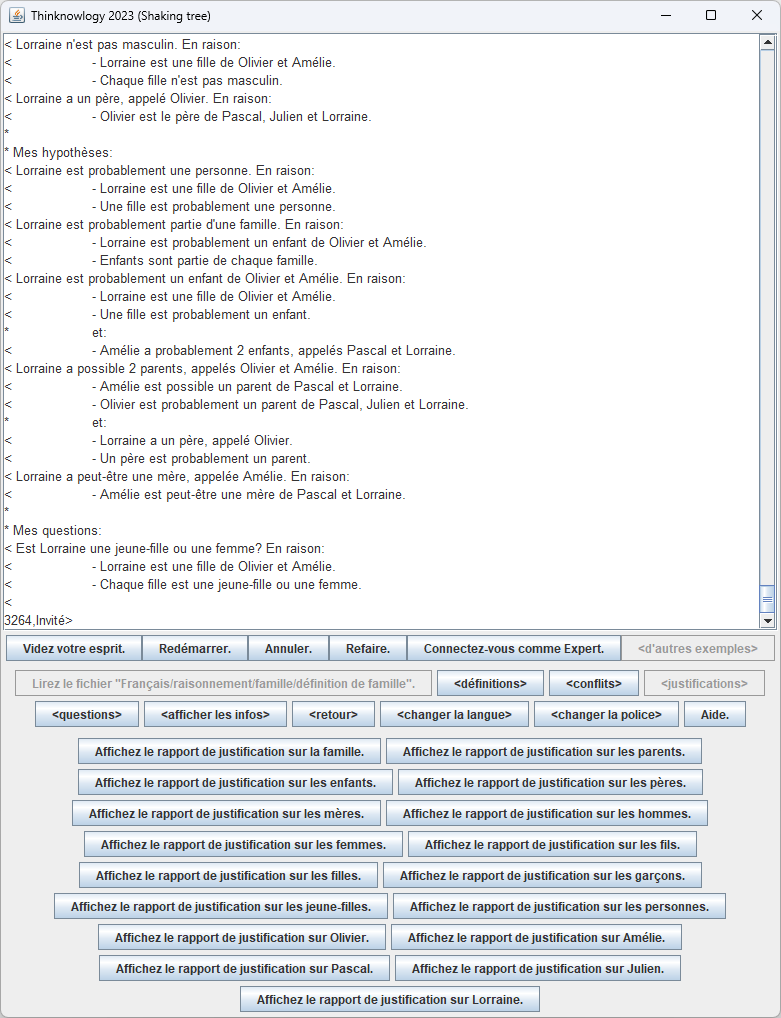 Thinknowlogy 2023 (Shaking tree)
< Lorraine n'est pas masculin. En raison:
< - Lorraine est une fille de Olivier et Amélie.
< - Chaque fille n'est pas masculin.
< Lorraine a un père, appelé Olivier. En raison:
< - Olivier est le père de Pascal, Julien et Lorraine.
*
* Mes hypothèses:
< Lorraine est probablement une personne. En raison:
< - Lorraine est une fille de Olivier et Amélie.
< - Une fille est probablement une personne.
< Lorraine est probablement partie d'une famille. En raison:
< - Lorraine est probablement un enfant de Olivier et Amélie.
< - Enfants sont partie de chaque famille.
< Lorraine est probablement un enfant de Olivier et Amélie. En raison:
< - Lorraine est une fille de Olivier et Amélie.
< - Une fille est probablement un enfant.
* et:
< - Amélie a probablement 2 enfants, appelés Pascal et Lorraine.
< Lorraine a possible 2 parents, appelés Olivier et Amélie. En raison:
< - Amélie est possible un parent de Pascal et Lorraine.
< - Olivier est probablement un parent de Pascal, Julien et Lorraine.
* et:
< - Lorraine a un père, appelé Olivier.
< - Un père est probablement un parent.
< Lorraine a peut-être une mère, appelée Amélie. En raison:
< - Amélie est peut-être une mère de Pascal et Lorraine.
*
* Mes questions:
< Est Lorraine une jeune-fille ou une femme? En raison:
< - Lorraine est une fille de Olivier et Amélie.
< - Chaque fille est une jeune-fille ou une femme.
<
3264,Invité>
Videz votre esprit. Redémarrer. Annuler. Refaire. Connectez-vous comme Expert. <d'autres exemples>
Lirez le fichier "Français/raisonnement/famille/définition de famille". <définitions> <conflits> <justifications>
<questions> <afficher les infos> <retour> <changer la langue> <changer la police> Aide.
Affichez le rapport de justification sur la famille. Affichez le rapport de justification sur les parents.
Affichez le rapport de justification sur les enfants. Affichez le rapport de justification sur les pères.
Affichez le rapport de justification sur les mères. Affichez le rapport de justification sur les hommes.
Affichez le rapport de justification sur les femmes. Affichez le rapport de justification sur les fils.
Affichez le rapport de justification sur les filles. Affichez le rapport de justification sur les garçons.
Affichez le rapport de justification sur les jeune-filles. Affichez le rapport de justification sur les personnes.
Affichez le rapport de justification sur Olivier. Affichez le rapport de justification sur Amélie.
Affichez le rapport de justification sur Pascal. Affichez le rapport de justification sur Julien.
Affichez le rapport de justification sur Lorraine.